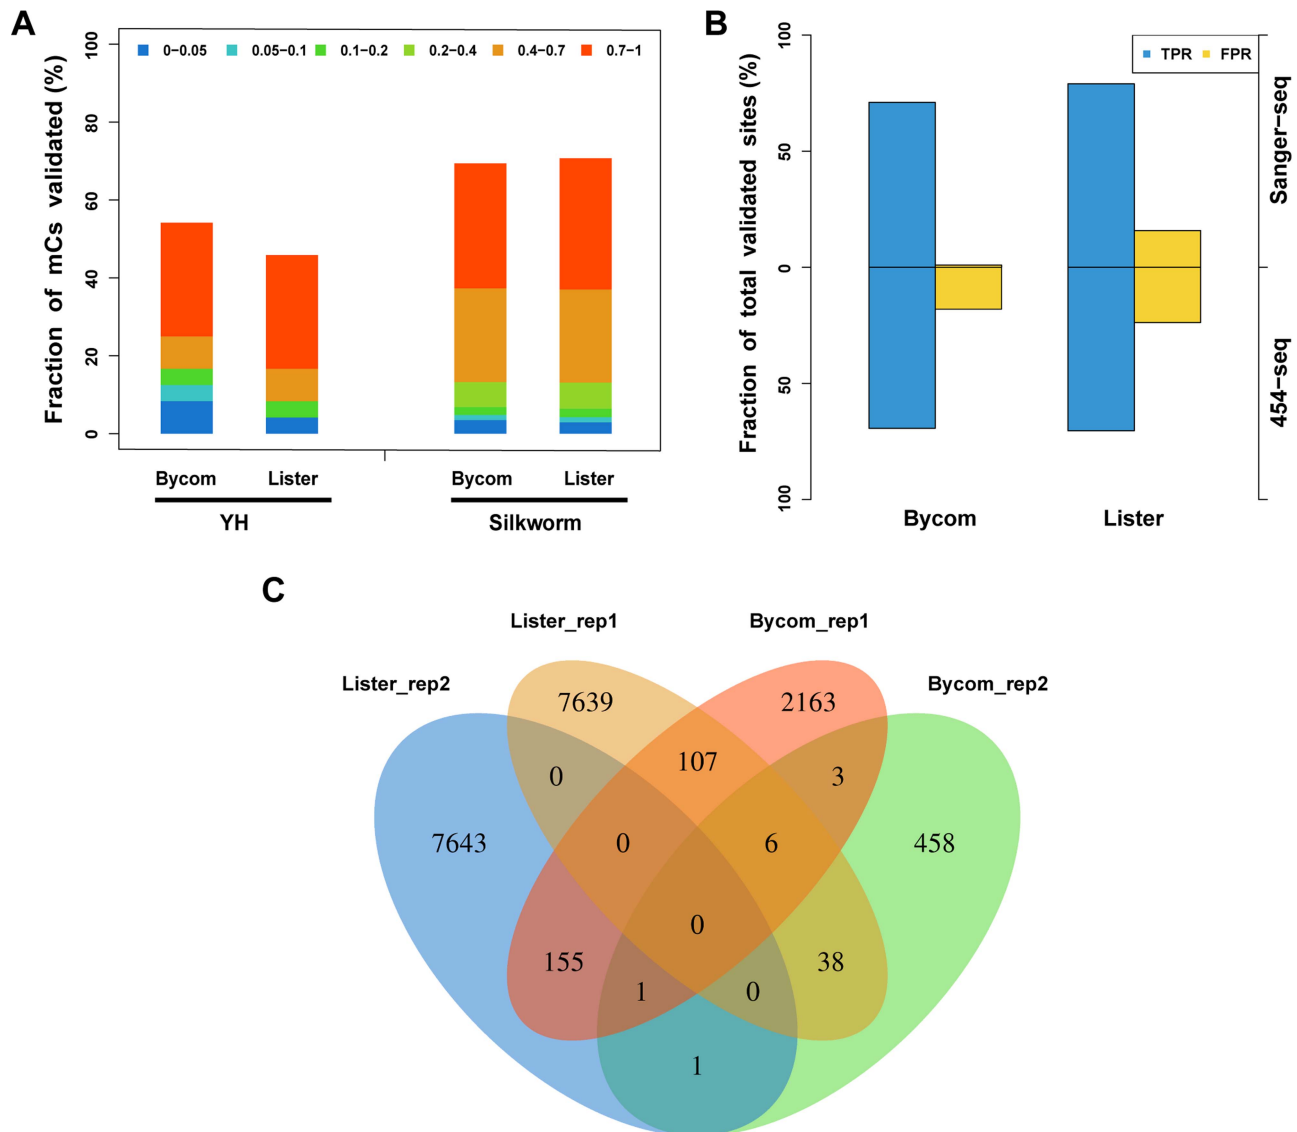 A
Fraction of mCs validated (%)
100
80
60
40
20
0
0−0.05 0.05−0.1 0.1−0.2 0.2−0.4 0.4−0.7 0.7−1
Bycom Lister Bycom Lister
YH Silkworm
B
Fraction of total validated sites (%)
100
50
0
50
100
TPR FPR
Sanger−seq
454−seq
Bycom Lister
C
Lister_rep1 Bycom_rep1
Lister_rep2 Bycom_rep2
7639 2163
107
0 3
7643 0 6 458
0
155 38
1 0
1